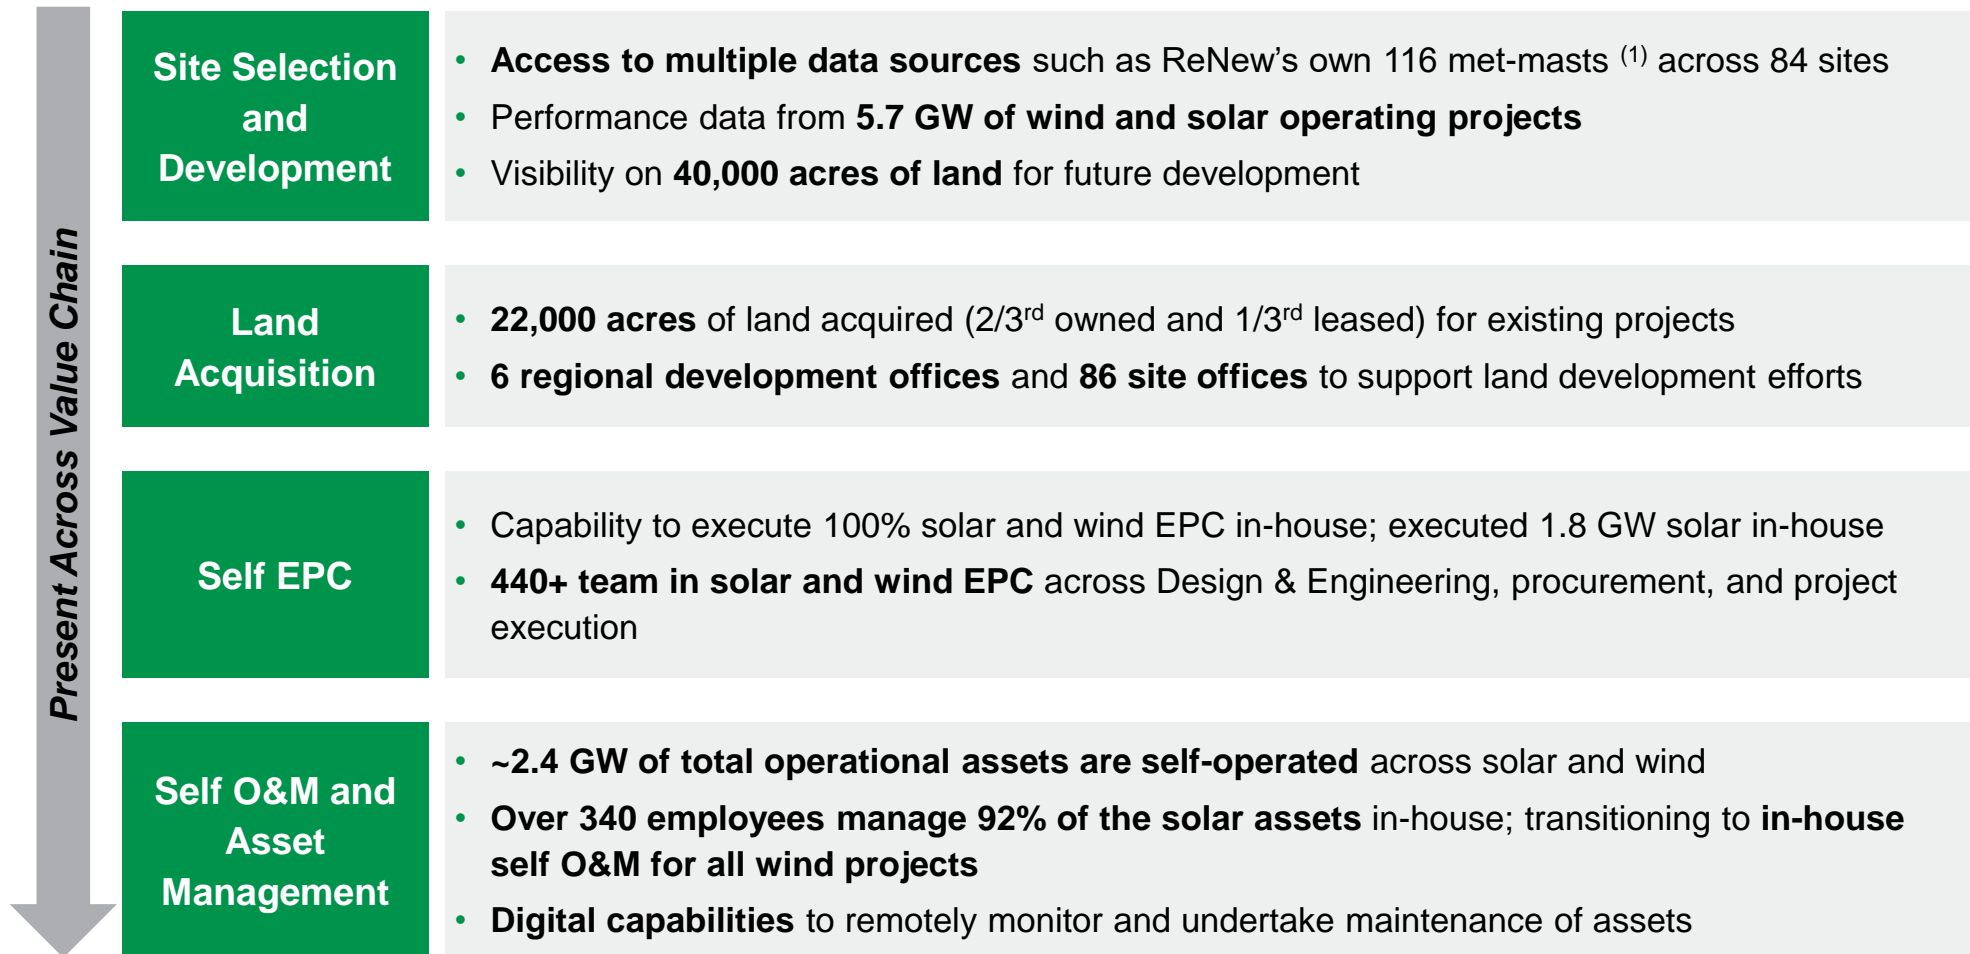 Present Across Value Chain
Site Selection
and
Development
• Access to multiple data sources such as ReNew’s own 116 met-masts (1) across 84 sites
• Performance data from 5.7 GW of wind and solar operating projects
• Visibility on 40,000 acres of land for future development
Land
Acquisition
• 22,000 acres of land acquired (2/3rd owned and 1/3rd leased) for existing projects
• 6 regional development offices and 86 site offices to support land development efforts
Self EPC
• Capability to execute 100% solar and wind EPC in-house; executed 1.8 GW solar in-house
• 440+ team in solar and wind EPC across Design & Engineering, procurement, and project
execution
Self O&M and
Asset
Management
• ~2.4 GW of total operational assets are self-operated across solar and wind
• Over 340 employees manage 92% of the solar assets in-house; transitioning to in-house
self O&M for all wind projects
• Digital capabilities to remotely monitor and undertake maintenance of assets